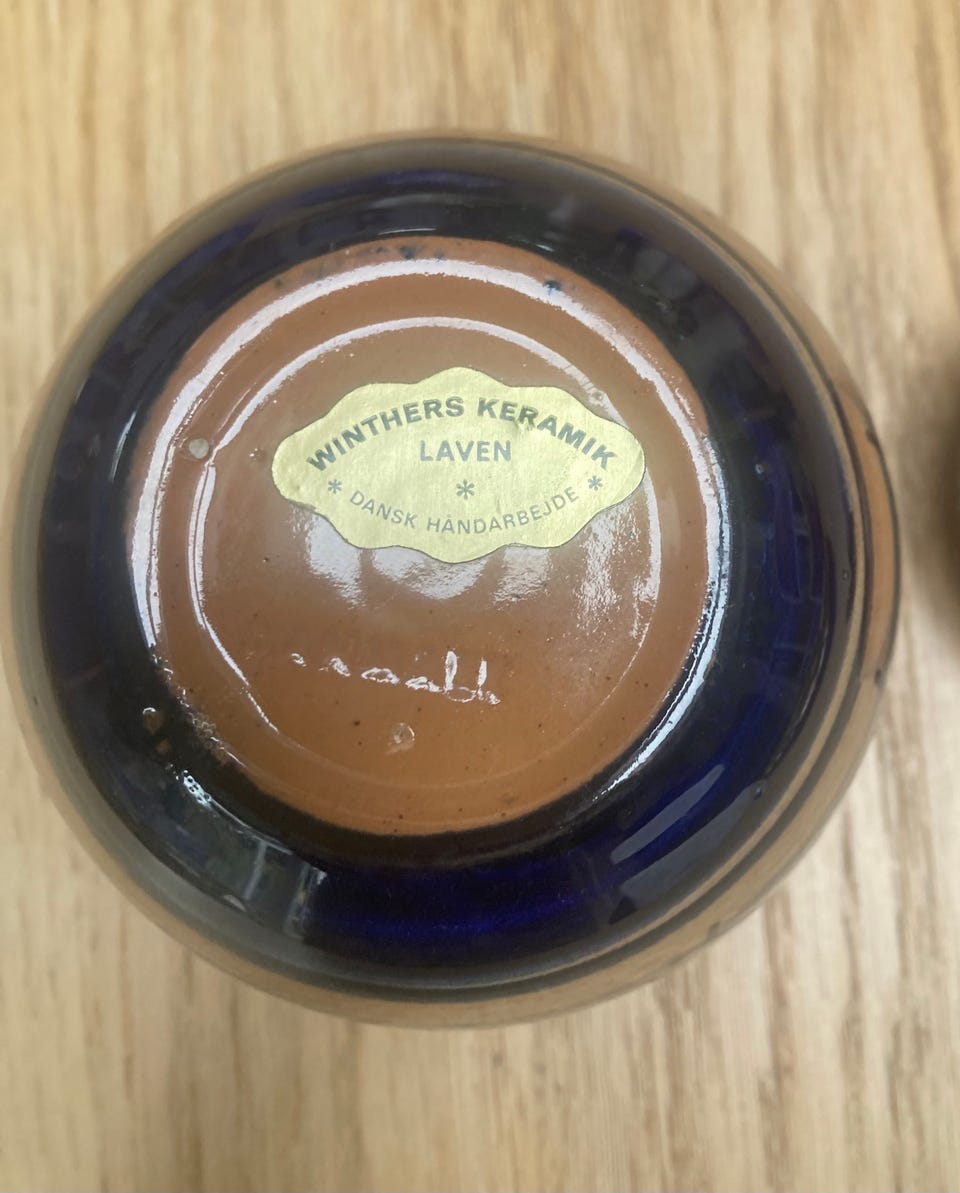 WINTHERS KERAMIK
LAVEN
* * *
DANSK HÅNDARBEJDE